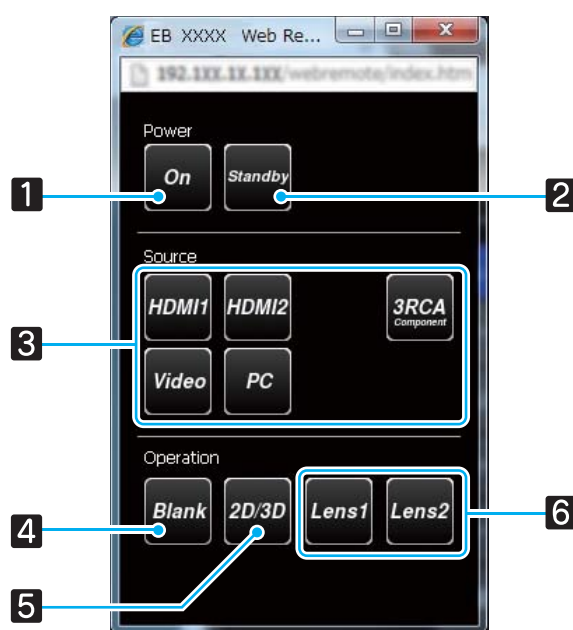 EB XXXX Web Re...
192.1XX.1X.1XX/webremote/index.htm
Power
1
On
Standby
2
Source
HDMI1
HDMI2
3RCA
Component
3
Video
PC
Operation
Blank
2D/3D
Lens1
Lens2
6
4
5